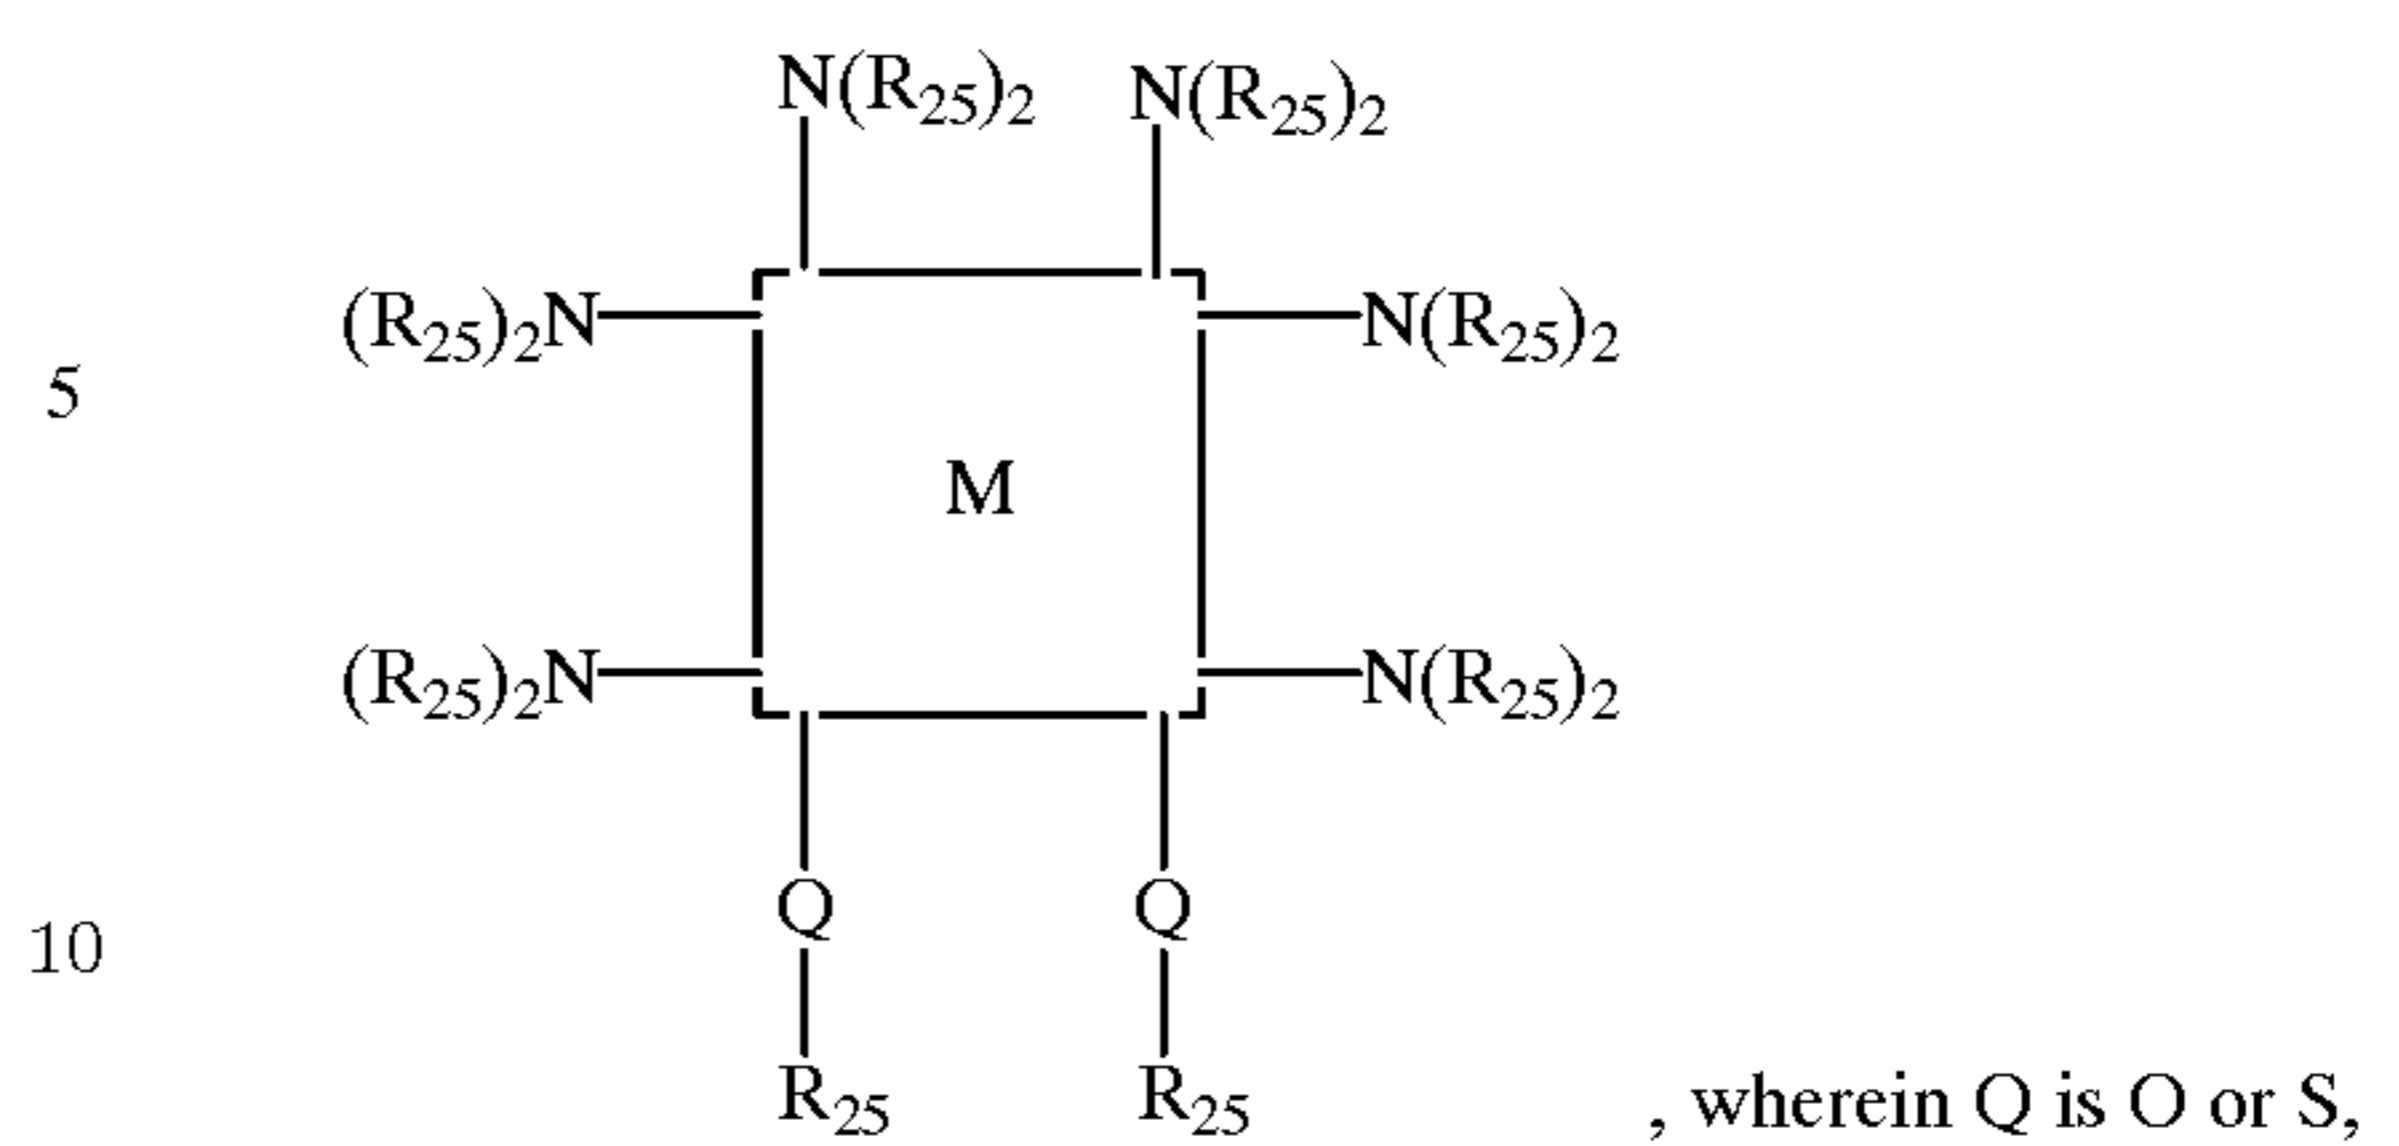 N(R25)2 N(R25)2
(R25)2N N(R25)2
5
M
(R25)2N N(R25)2
Q Q
10
R25 R25 , wherein Q is O or S,